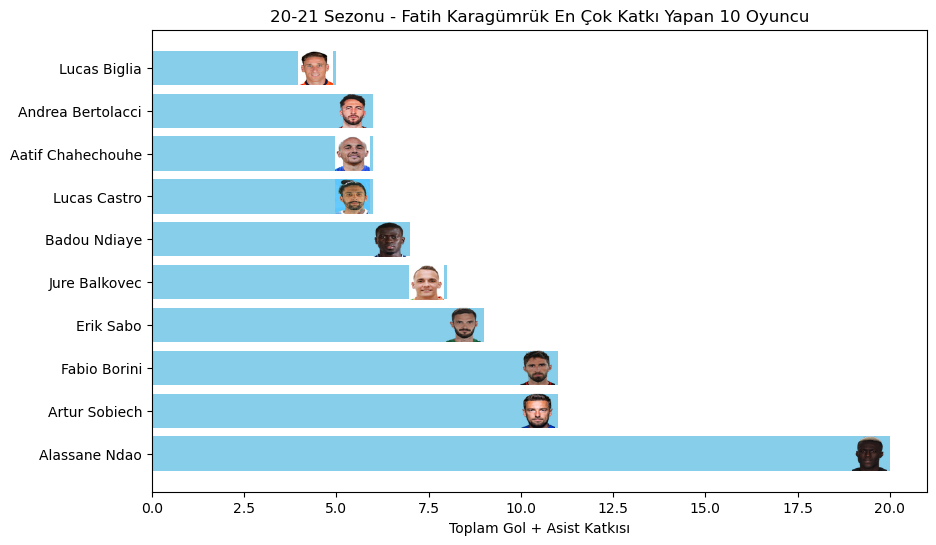 20-21 Sezonu - Fatih Karagümrük En Çok Katkı Yapan 10 Oyuncu
Lucas Biglia
Andrea Bertolacci
Aatif Chahechouhe
Lucas Castro
Badou Ndiaye
Jure Balkovec
Erik Sabo
Fabio Borini
Artur Sobiech
Alassane Ndao
0.0 2.5 5.0 7.5 10.0 12.5 15.0 17.5 20.0
Toplam Gol + Asist Katkısı